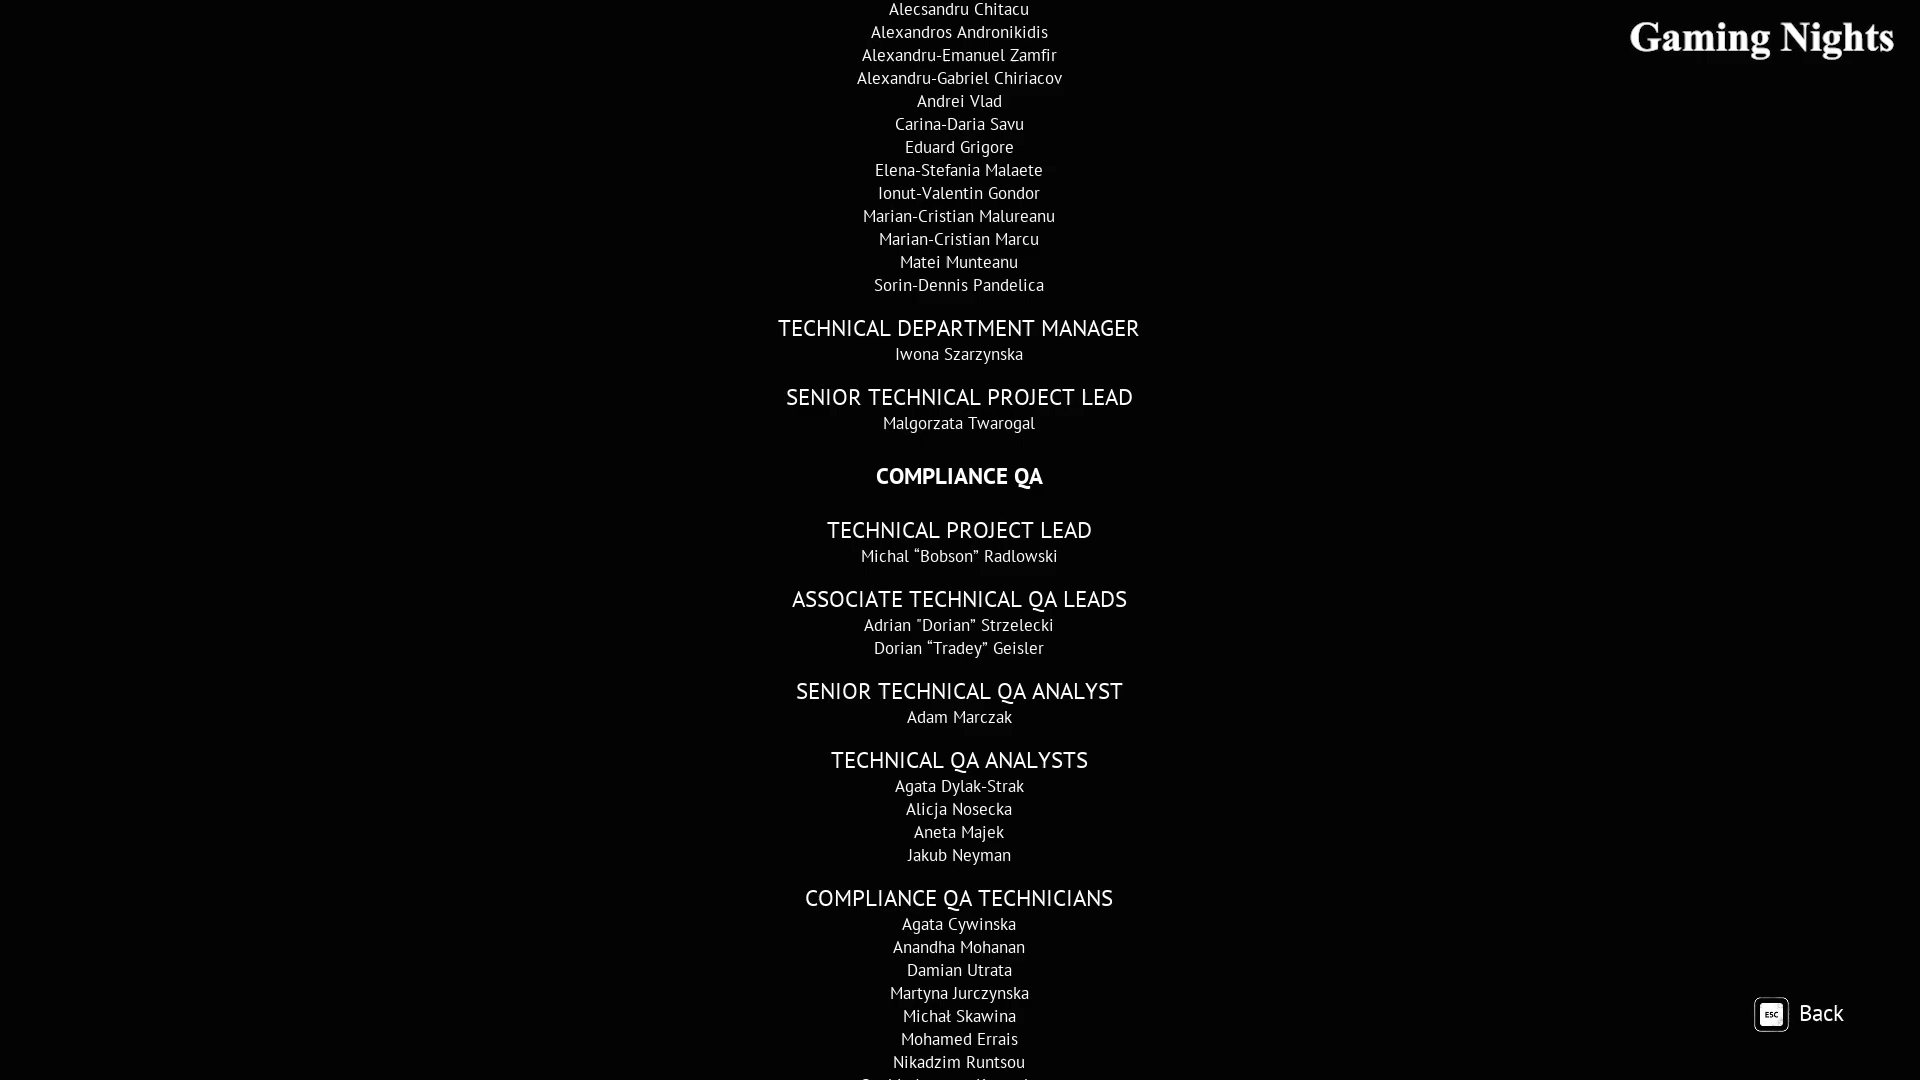 Alecsandru Chitacu
Gaming Nights
Alexandros Andronikidis
Alexandru-Emanuel Zamfir
Alexandru-Gabriel Chiriacov
Andrei Vlad
Carina-Daria Savu
Eduard Grigore
Elena-Stefania Malaete
Ionut-Valentin Gondor
Marian-Cristian Malureanu
Marian-Cristian Marcu
Matei Munteanu
Sorin-Dennis Pandelica
TECHNICAL DEPARTMENT MANAGER
Iwona Szarzynska
SENIOR TECHNICAL PROJECT LEAD
Malgorzata Twarogal
COMPLIANCE QA
TECHNICAL PROJECT LEAD
Michal “Bobson” Radlowski
ASSOCIATE TECHNICAL QA LEADS
Adrian "Dorian” Strzelecki
Dorian “Tradey” Geisler
SENIOR TECHNICAL QA ANALYST
Adam Marczak
TECHNICAL QA ANALYSTS
Agata Dylak-Strak
Alicja Nosecka
Aneta Majek
Jakub Neyman
COMPLIANCE QA TECHNICIANS
Agata Cywinska
Anandha Mohanan
Damian Utrata
Martyna Jurczynska
Michał Skawina
ESC Back
Mohamed Errais
Nikadzim Runtsou